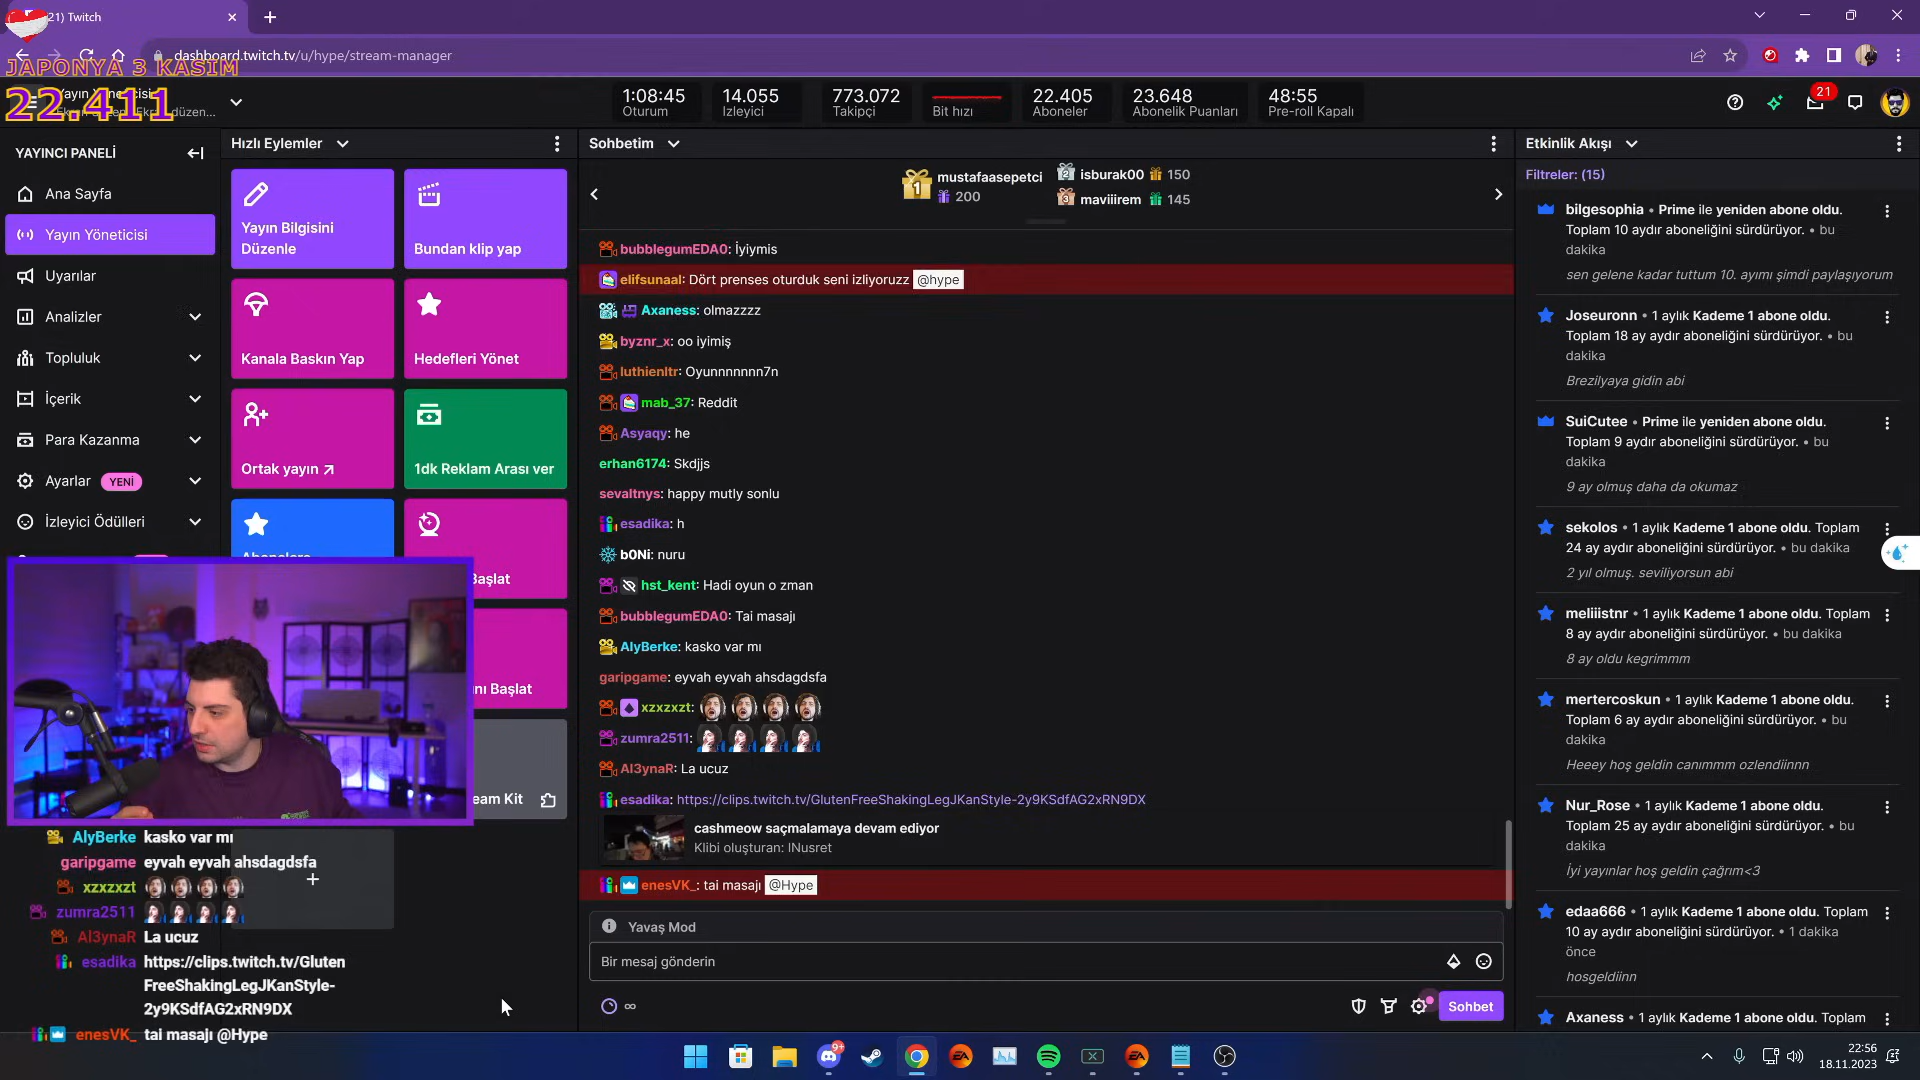 21) Twitch
dashboard.twitch.tv/u/hype/stream-manager
JAPONYA 3 KASIM
22.411
Yayın Yöneticisi
düzen...
1:08:45
Oturum
14.055
İzleyici
773.072
Takipçi
Bit hızı
22.405
Aboneler
23.648
Abonelik Puanları
48:55
Pre-roll Kapalı
21
YAYINCI PANELİ
Ana Sayfa
Yayın Yöneticisi
Uyarılar
Analizler
Topluluk
İçerik
Para Kazanma
Ayarlar YENİ
İzleyici Ödülleri
Hızlı Eylemler
Yayın Bilgisini
Düzenle
Bundan klip yap
Kanala Baskın Yap
Hedefleri Yönet
Ortak yayın
1dk Reklam Arası ver
Başlat
nı Başlat
eam Kit
AlyBerke kasko var mı
garipgame eyvah eyvah ahsdagdsfa
xzxzxzt
zumra2511
Al3ynaR La ucuz
esadika https://clips.twitch.tv/Gluten
FreeShakingLegJKanStyle-
2y9KSdfAG2xRN9DX
enesVK_ tai masajı @Hype
Sohbetim
1 mustafaasepetci
200
2 isburak00 150
3 maviiirem 145
bubblegumEDA0: İyiymis
elifsunaal: Dört prenses oturduk seni izliyoruzz @hype
Axaness: olmazzzz
byznr_x: oo iyimiş
luthienltr: Oyunnnnnnn7n
mab_37: Reddit
Asyaqy: he
erhan6174: Skdjjs
sevaltnys: happy mutly sonlu
esadika: h
b0Ni: nuru
hst_kent: Hadi oyun o zman
bubblegumEDA0: Tai masajı
AlyBerke: kasko var mı
garipgame: eyvah eyvah ahsdagdsfa
xzxzxzt:
zumra2511:
Al3ynaR: La ucuz
esadika: https://clips.twitch.tv/GlutenFreeShakingLegJKanStyle-2y9KSdfAG2xRN9DX
cashmeow saçmalamaya devam ediyor
Klibi oluşturan: INusret
enesVK_: tai masajı @Hype
Yavaş Mod
Bir mesaj gönderin
Sohbet
Etkinlik Akışı
Filtreler: (15)
bilgesophia • Prime ile yeniden abone oldu.
Toplam 10 aydır aboneliğini sürdürüyor. • bu
dakika
sen gelene kadar tuttum 10. ayımı şimdi paylaşıyorum
Joseuronn • 1 aylık Kademe 1 abone oldu.
Toplam 18 ay aydır aboneliğini sürdürüyor. • bu
dakika
Brezilyaya gidin abi
SuiCutee • Prime ile yeniden abone oldu.
Toplam 9 aydır aboneliğini sürdürüyor. • bu
dakika
9 ay olmuş daha da okumaz
sekolos • 1 aylık Kademe 1 abone oldu. Toplam
24 ay aydır aboneliğini sürdürüyor. • bu dakika
2 yıl olmuş. seviliyorsun abi
meliiistnr • 1 aylık Kademe 1 abone oldu. Toplam
8 ay aydır aboneliğini sürdürüyor. • bu dakika
8 ay oldu kegrimmm
mertercoskun • 1 aylık Kademe 1 abone oldu.
Toplam 6 ay aydır aboneliğini sürdürüyor. • bu
dakika
Heeey hoş geldin canımmm ozlendiinnn
Nur_Rose • 1 aylık Kademe 1 abone oldu.
Toplam 25 ay aydır aboneliğini sürdürüyor. • bu
dakika
İyi yayınlar hoş geldin çağrım<3
edaa666 • 1 aylık Kademe 1 abone oldu. Toplam
10 ay aydır aboneliğini sürdürüyor. • 1 dakika
önce
hosgeldiinn
Axaness • 1 aylık Kademe 1 abone oldu. Toplam
9+
22:56
18.11.2023